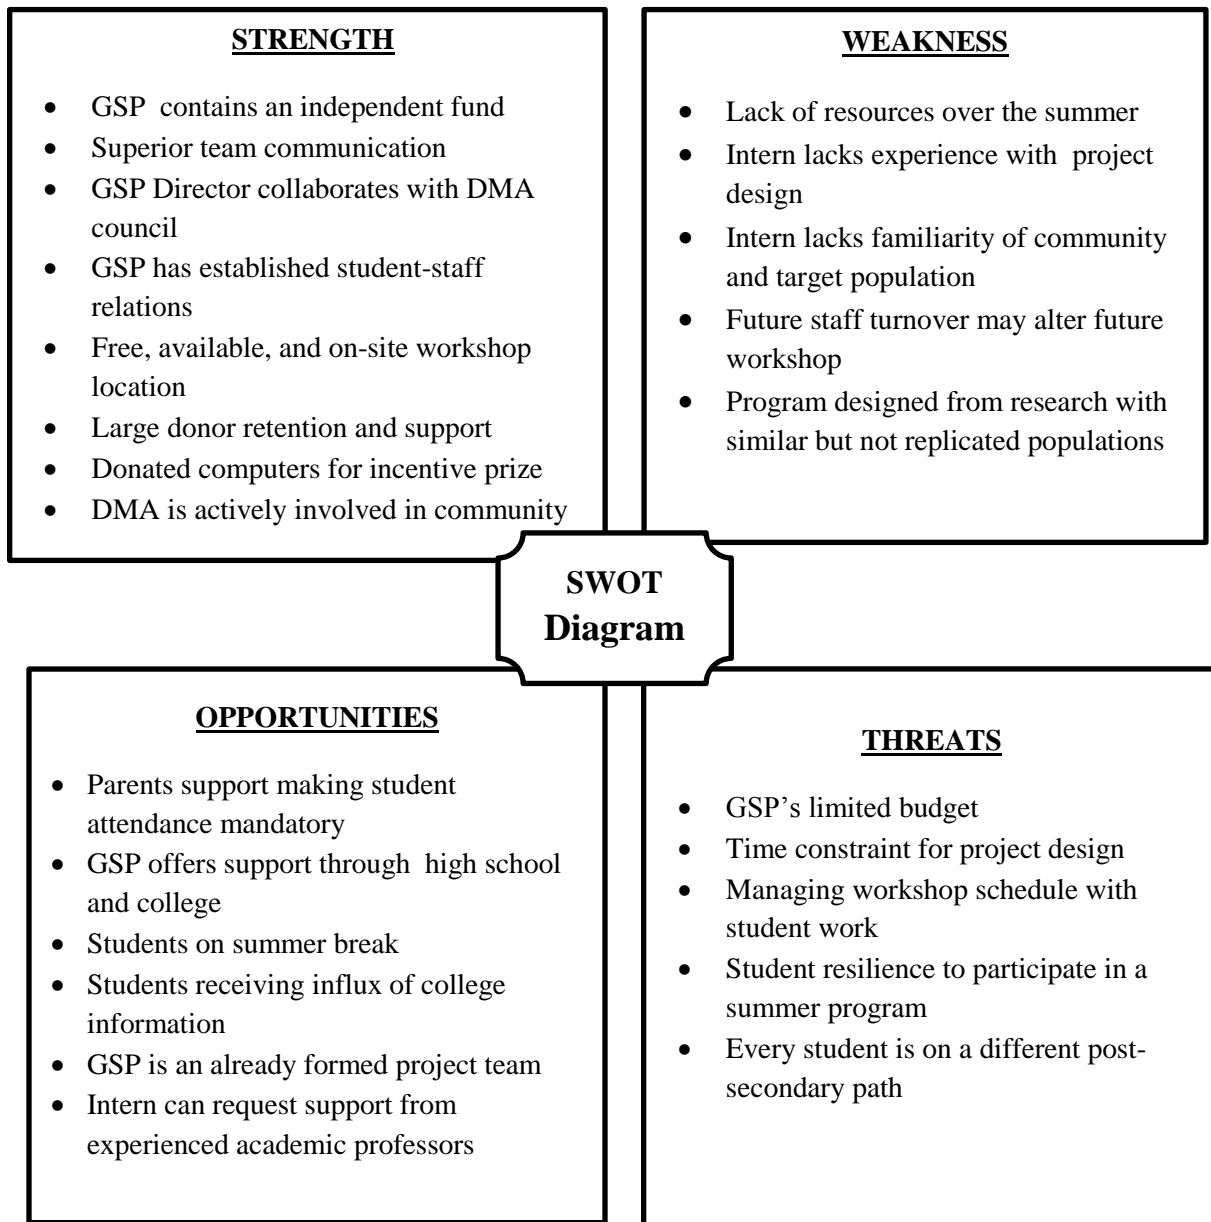 STRENGTH
• GSP contains an independent fund
• Superior team communication
• GSP Director collaborates with DMA
council
• GSP has established student-staff
relations
• Free, available, and on-site workshop
location
• Large donor retention and support
• Donated computers for incentive prize
• DMA is actively involved in community
WEAKNESS
• Lack of resources over the summer
• Intern lacks experience with project
design
• Intern lacks familiarity of community
and target population
• Future staff turnover may alter future
workshop
• Program designed from research with
similar but not replicated populations
SWOT
Diagram
OPPORTUNITIES
• Parents support making student
attendance mandatory
• GSP offers support through high school
and college
• Students on summer break
• Students receiving influx of college
information
• GSP is an already formed project team
• Intern can request support from
experienced academic professors
THREATS
• GSP’s limited budget
• Time constraint for project design
• Managing workshop schedule with
student work
• Student resilience to participate in a
summer program
• Every student is on a different post-
secondary path